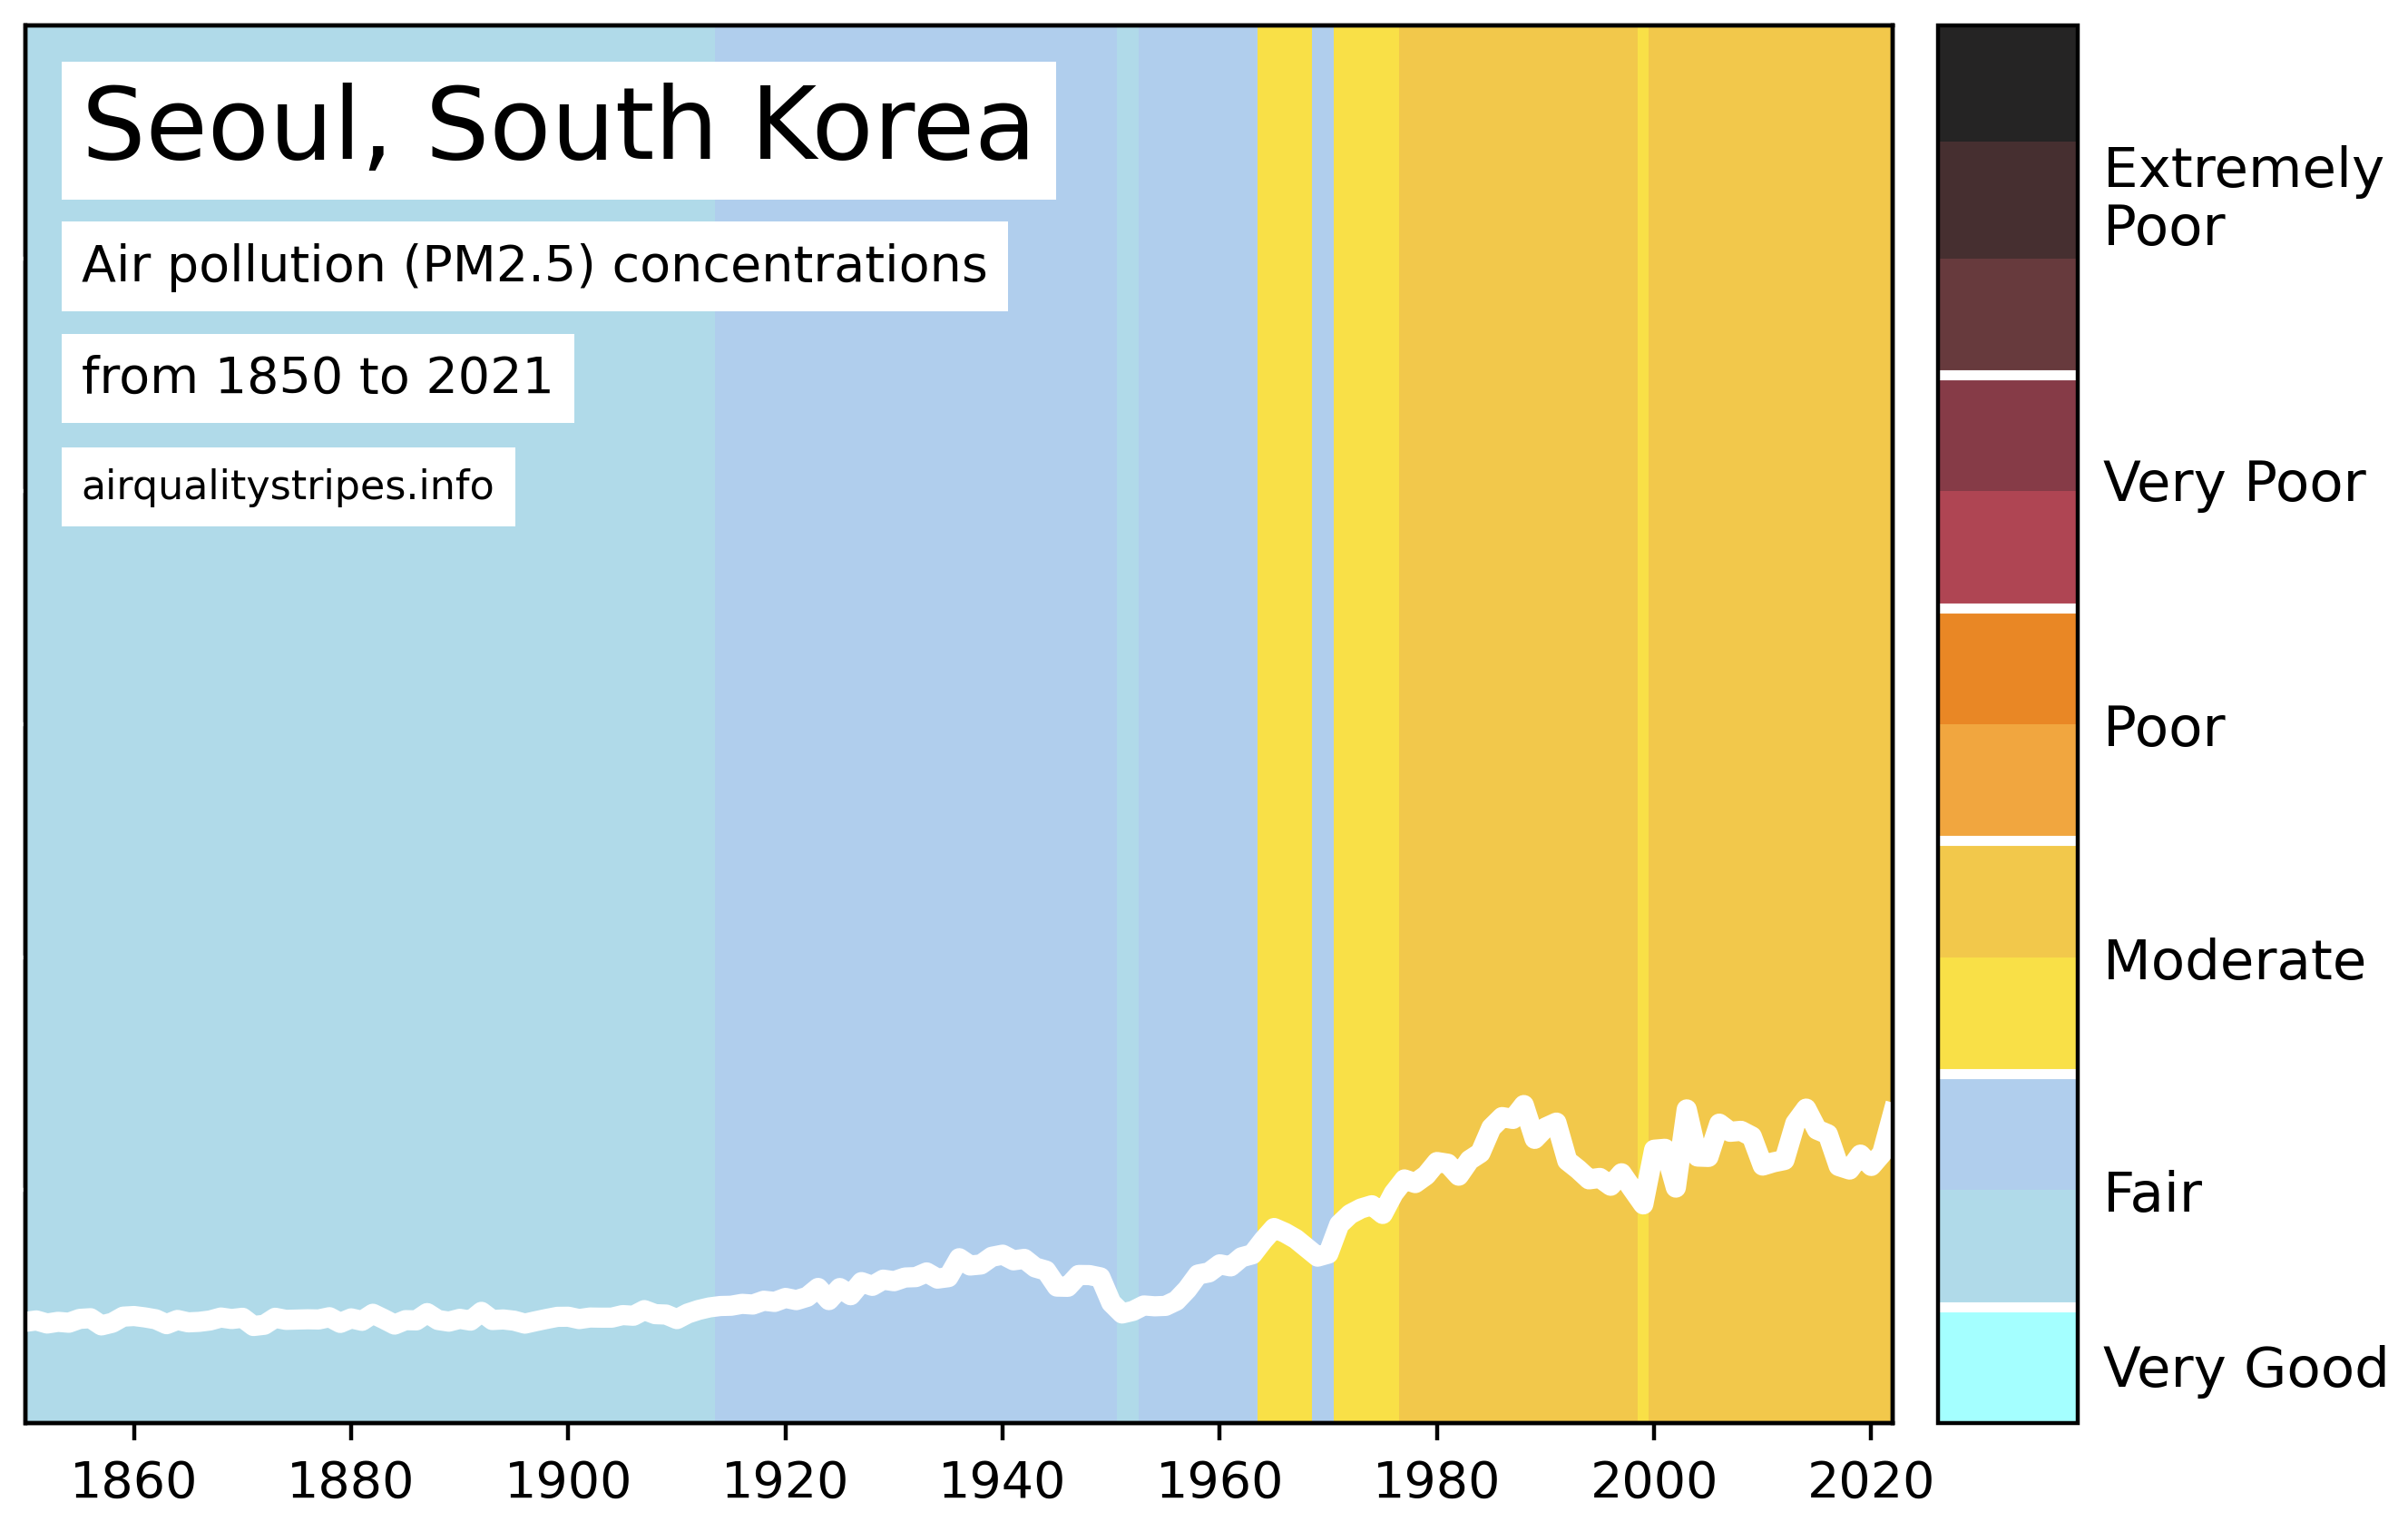 Seoul, South Korea
Air pollution (PM2.5) concentrations
from 1850 to 2021
airqualitystripes.info
Extremely
Poor
Very Poor
Poor
Moderate
Fair
Very Good
1860 1880 1900 1920 1940 1960 1980 2000 2020